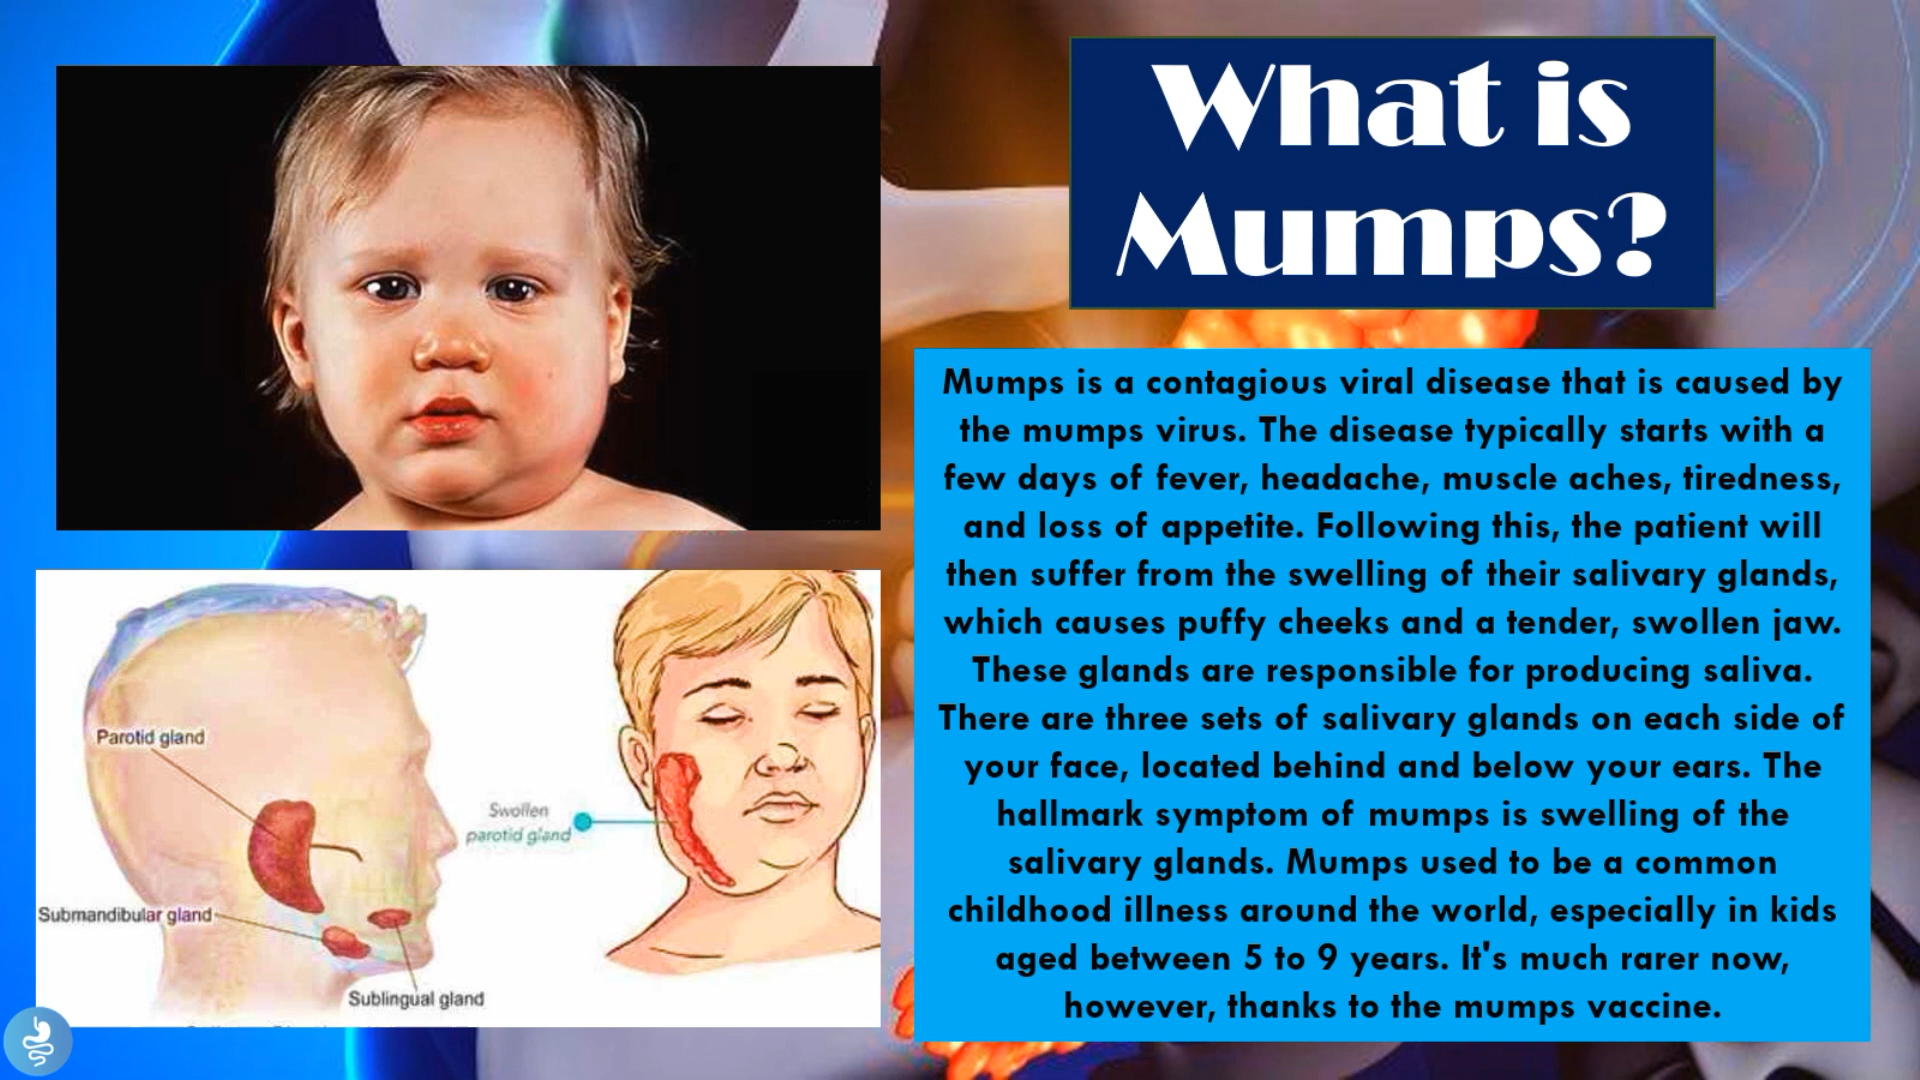 What is
Mumps?
Mumps is a contagious viral disease that is caused by
the mumps virus. The disease typically starts with a
few days of fever, headache, muscle aches, tiredness,
and loss of appetite. Following this, the patient will
then suffer from the swelling of their salivary glands,
which causes puffy cheeks and a tender, swollen jaw.
These glands are responsible for producing saliva.
There are three sets of salivary glands on each side of
your face, located behind and below your ears. The
hallmark symptom of mumps is swelling of the
salivary glands. Mumps used to be a common
childhood illness around the world, especially in kids
aged between 5 to 9 years. It's much rarer now,
however, thanks to the mumps vaccine.
Parotid gland
Swollen
parotid gland
Submandibular gland
Sublingual gland